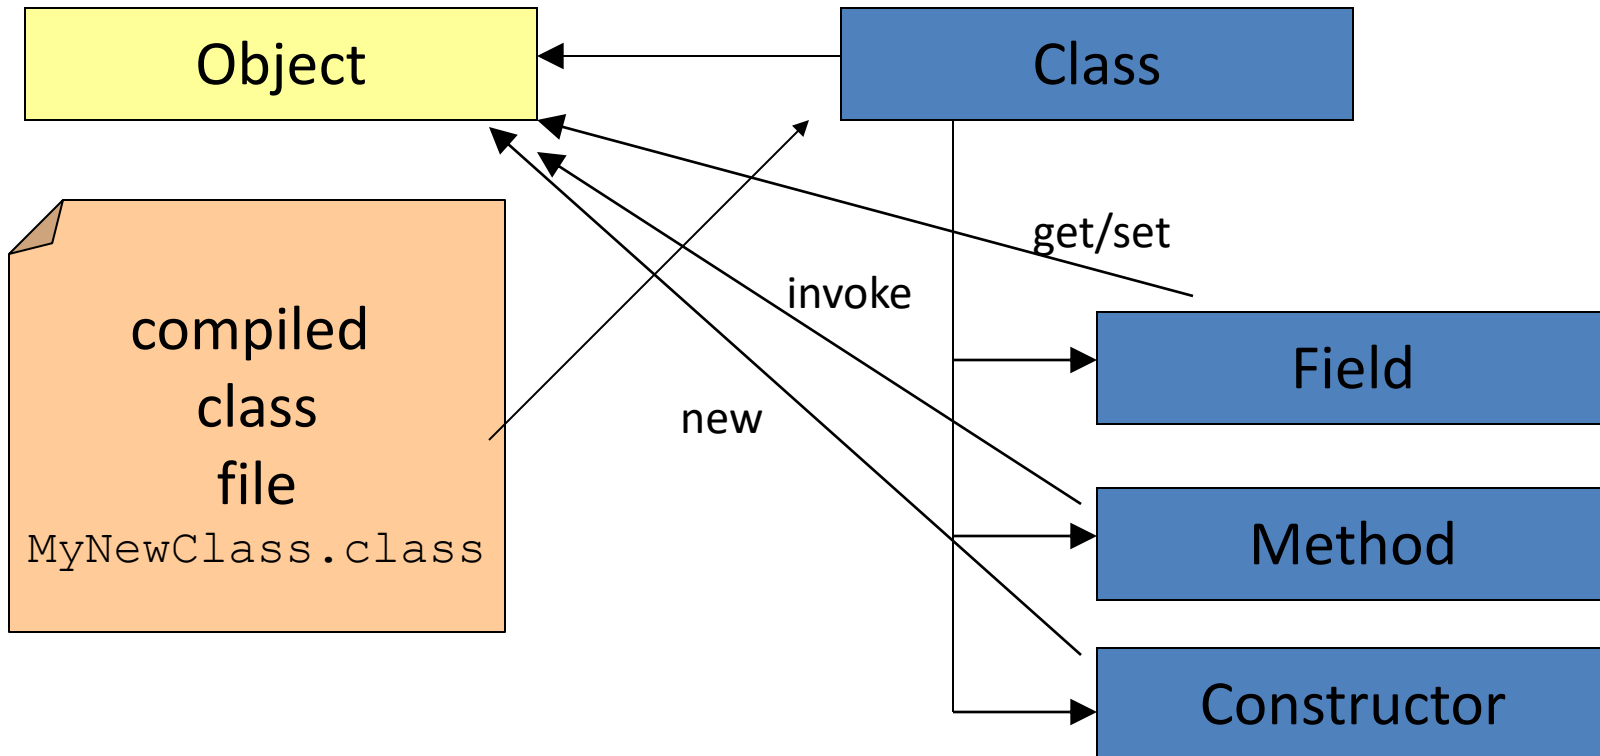 Object
Class
get/set
invoke
compiled
class
file
MyNewClass.class
new
Field
Method
Constructor